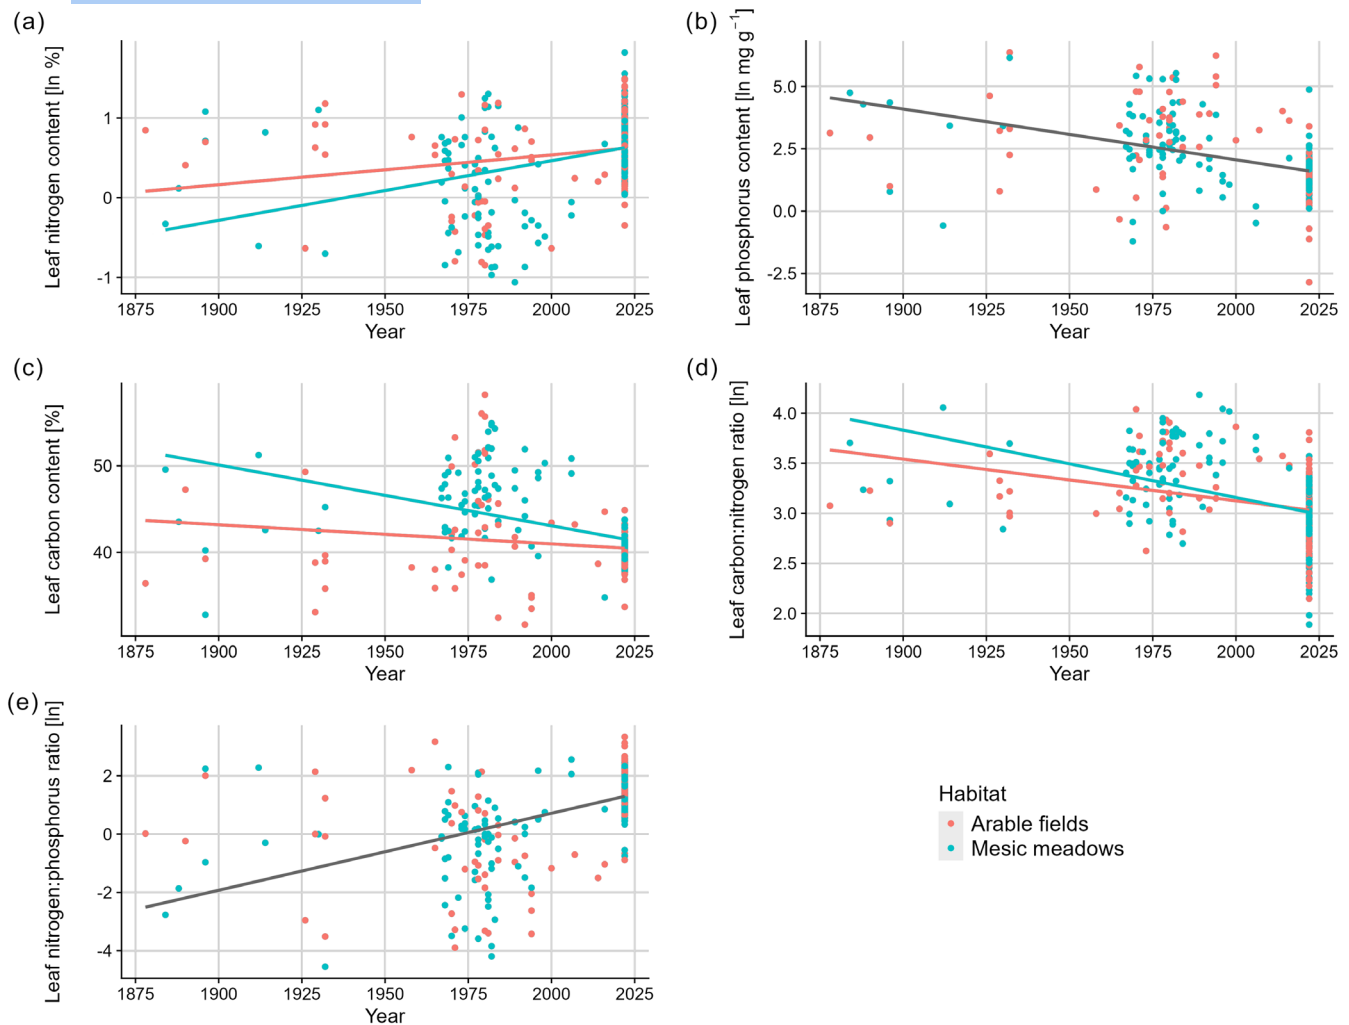 (a)
Leaf nitrogen content [ln %]
1
0
-1
1875 1900 1925 1950 1975 2000 2025
Year
(b)
Leaf phosphorus content [ln mg g⁻¹]
5.0
2.5
0.0
-2.5
1875 1900 1925 1950 1975 2000 2025
Year
(c)
Leaf carbon content [%]
50
40
1875 1900 1925 1950 1975 2000 2025
Year
(d)
Leaf carbon:nitrogen ratio [ln]
4.0
3.5
3.0
2.5
2.0
1875 1900 1925 1950 1975 2000 2025
Year
(e)
Leaf nitrogen:phosphorus ratio [ln]
2
0
-2
-4
1875 1900 1925 1950 1975 2000 2025
Year
Habitat
Arable fields
Mesic meadows